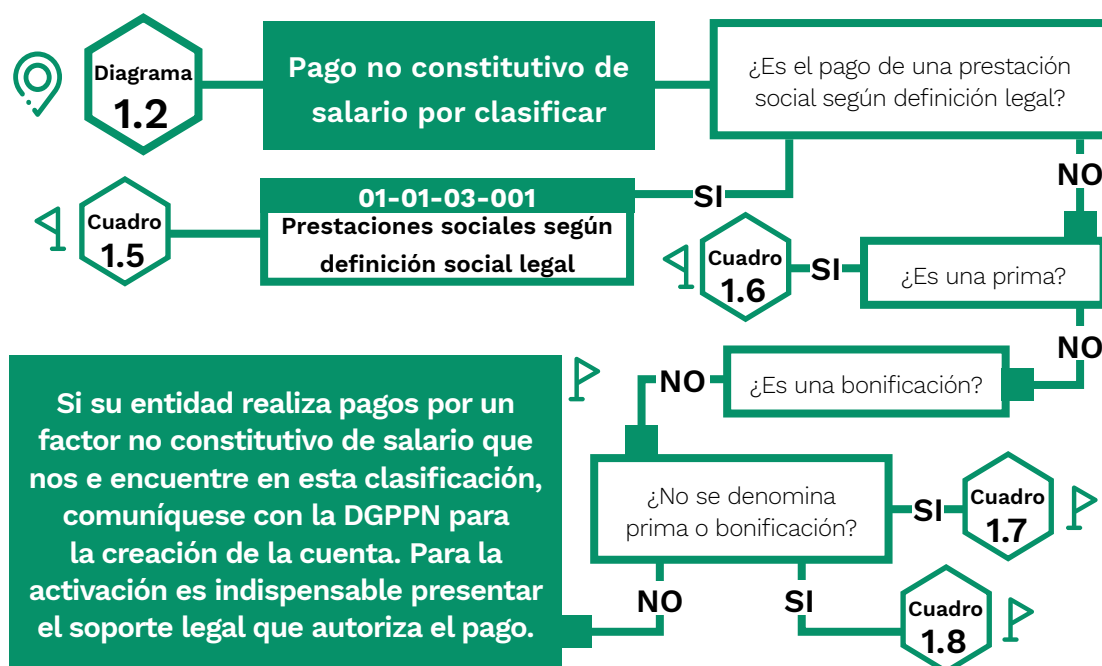 Diagrama
1.2
Pago no constitutivo de
salario por clasificar
¿Es el pago de una prestación
social según definición legal?
SI
NO
Cuadro
1.5
01-01-03-001
Prestaciones sociales según
definición social legal
Cuadro
1.6
SI
¿Es una prima?
NO
¿Es una bonificación?
NO
Si su entidad realiza pagos por un
factor no constitutivo de salario que
nos e encuentre en esta clasificación,
comuníquese con la DGPPN para
la creación de la cuenta. Para la
activación es indispensable presentar
el soporte legal que autoriza el pago.
¿No se denomina
prima o bonificación?
SI
Cuadro
1.7
NO
SI
Cuadro
1.8